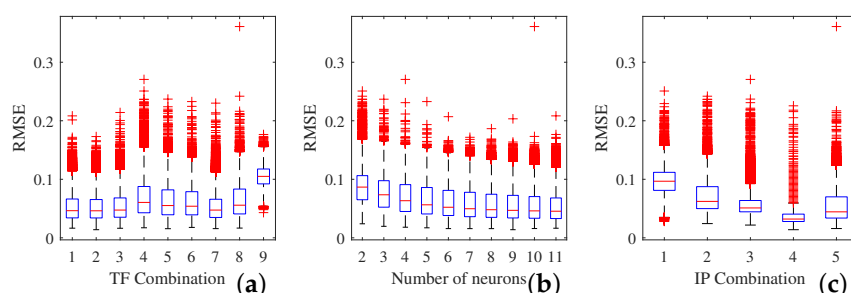 RMSE
0.3
0.2
0.1
0
1 2 3 4 5 6 7 8 9
TF Combination
(a)
RMSE
0.3
0.2
0.1
0
2 3 4 5 6 7 8 9 10 11
Number of neurons
(b)
RMSE
0.3
0.2
0.1
0
1 2 3 4 5
IP Combination
(c)